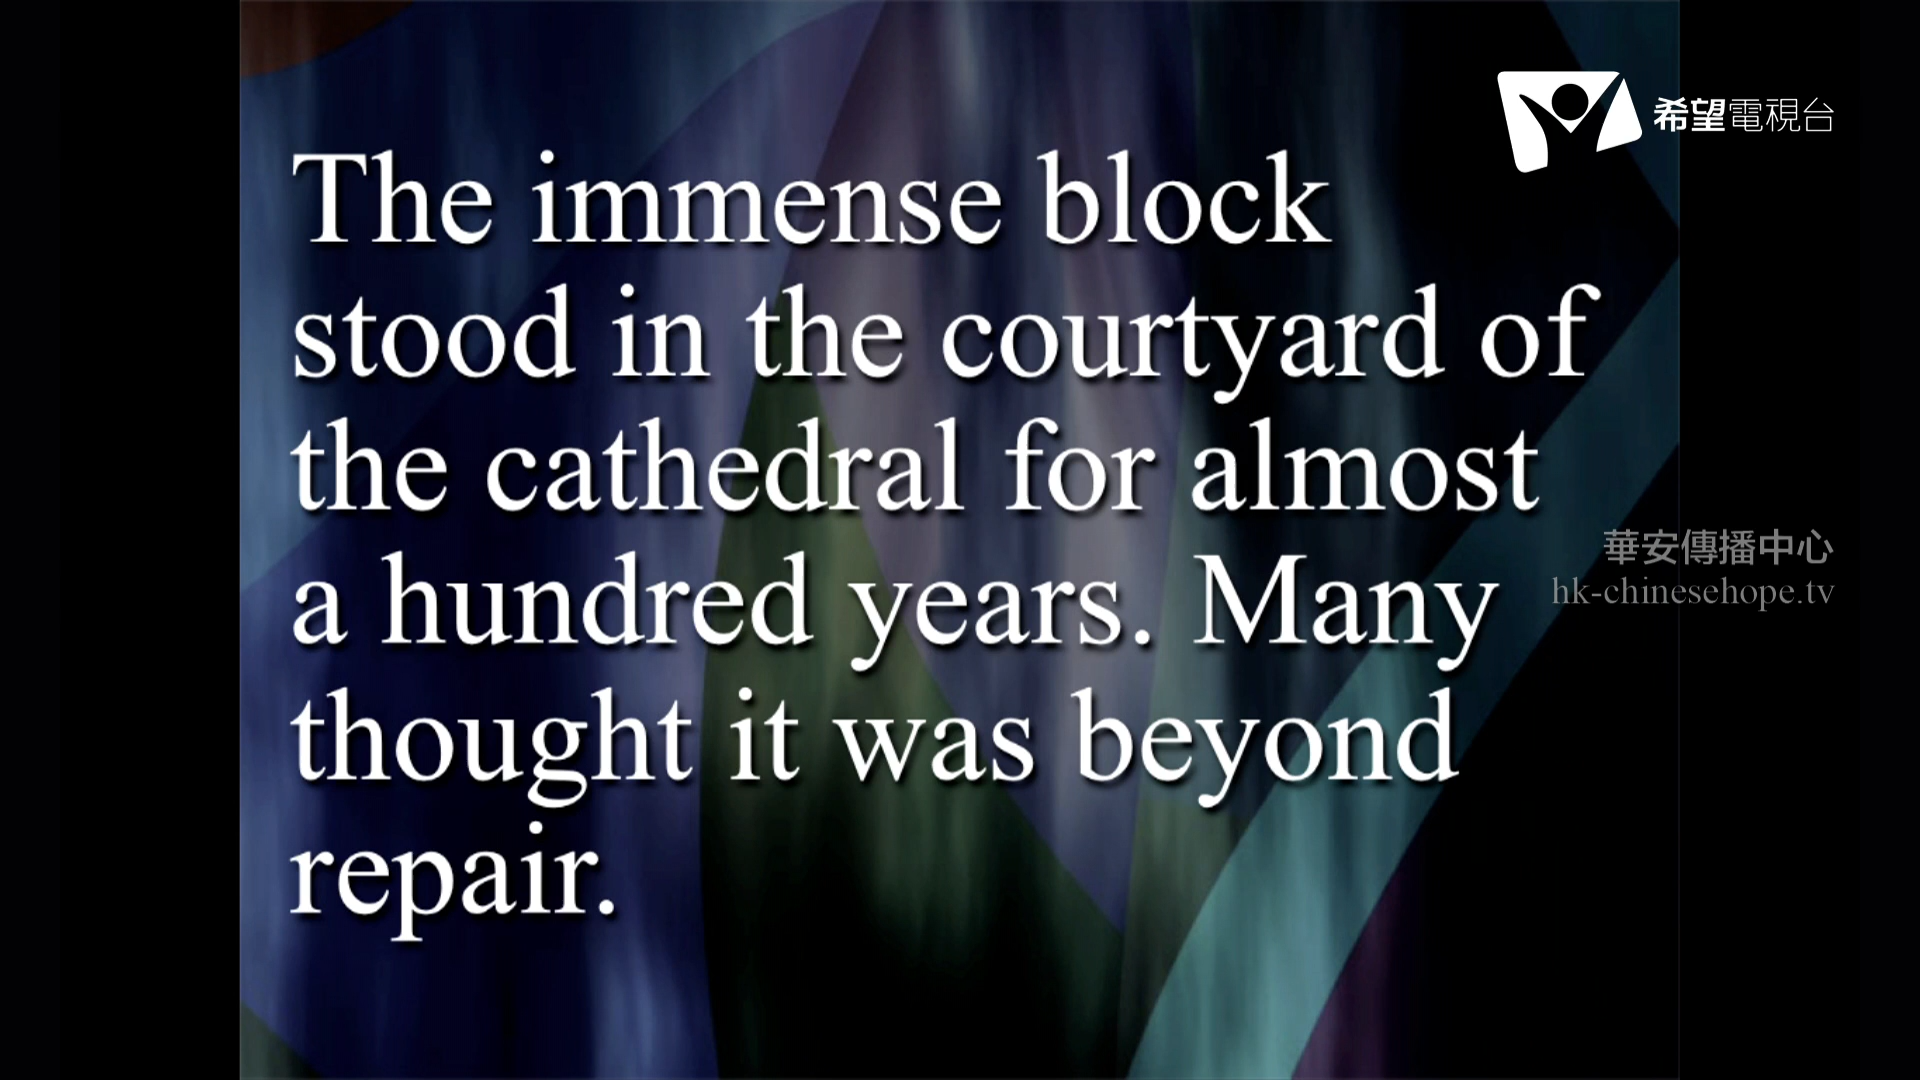 希望電視台
The immense block
stood in the courtyard of
the cathedral for almost
a hundred years. Many
thought it was beyond
repair.
華安傳播中心
hk-chinesehope.tv